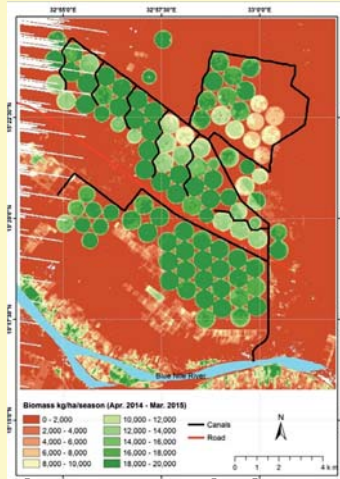 32°55'0"E 32°57'30"E 33°0'0"E
Blue Nile River
Biomass kg/ha/season (Apr. 2014 - Mar. 2015)
0 - 2,000
2,000 - 4,000
4,000 - 6,000
6,000 - 8,000
8,000 - 10,000
10,000 - 12,000
12,000 - 14,000
14,000 - 16,000
16,000 - 18,000
18,000 - 20,000
Canals
Road
N
0 2 4 km